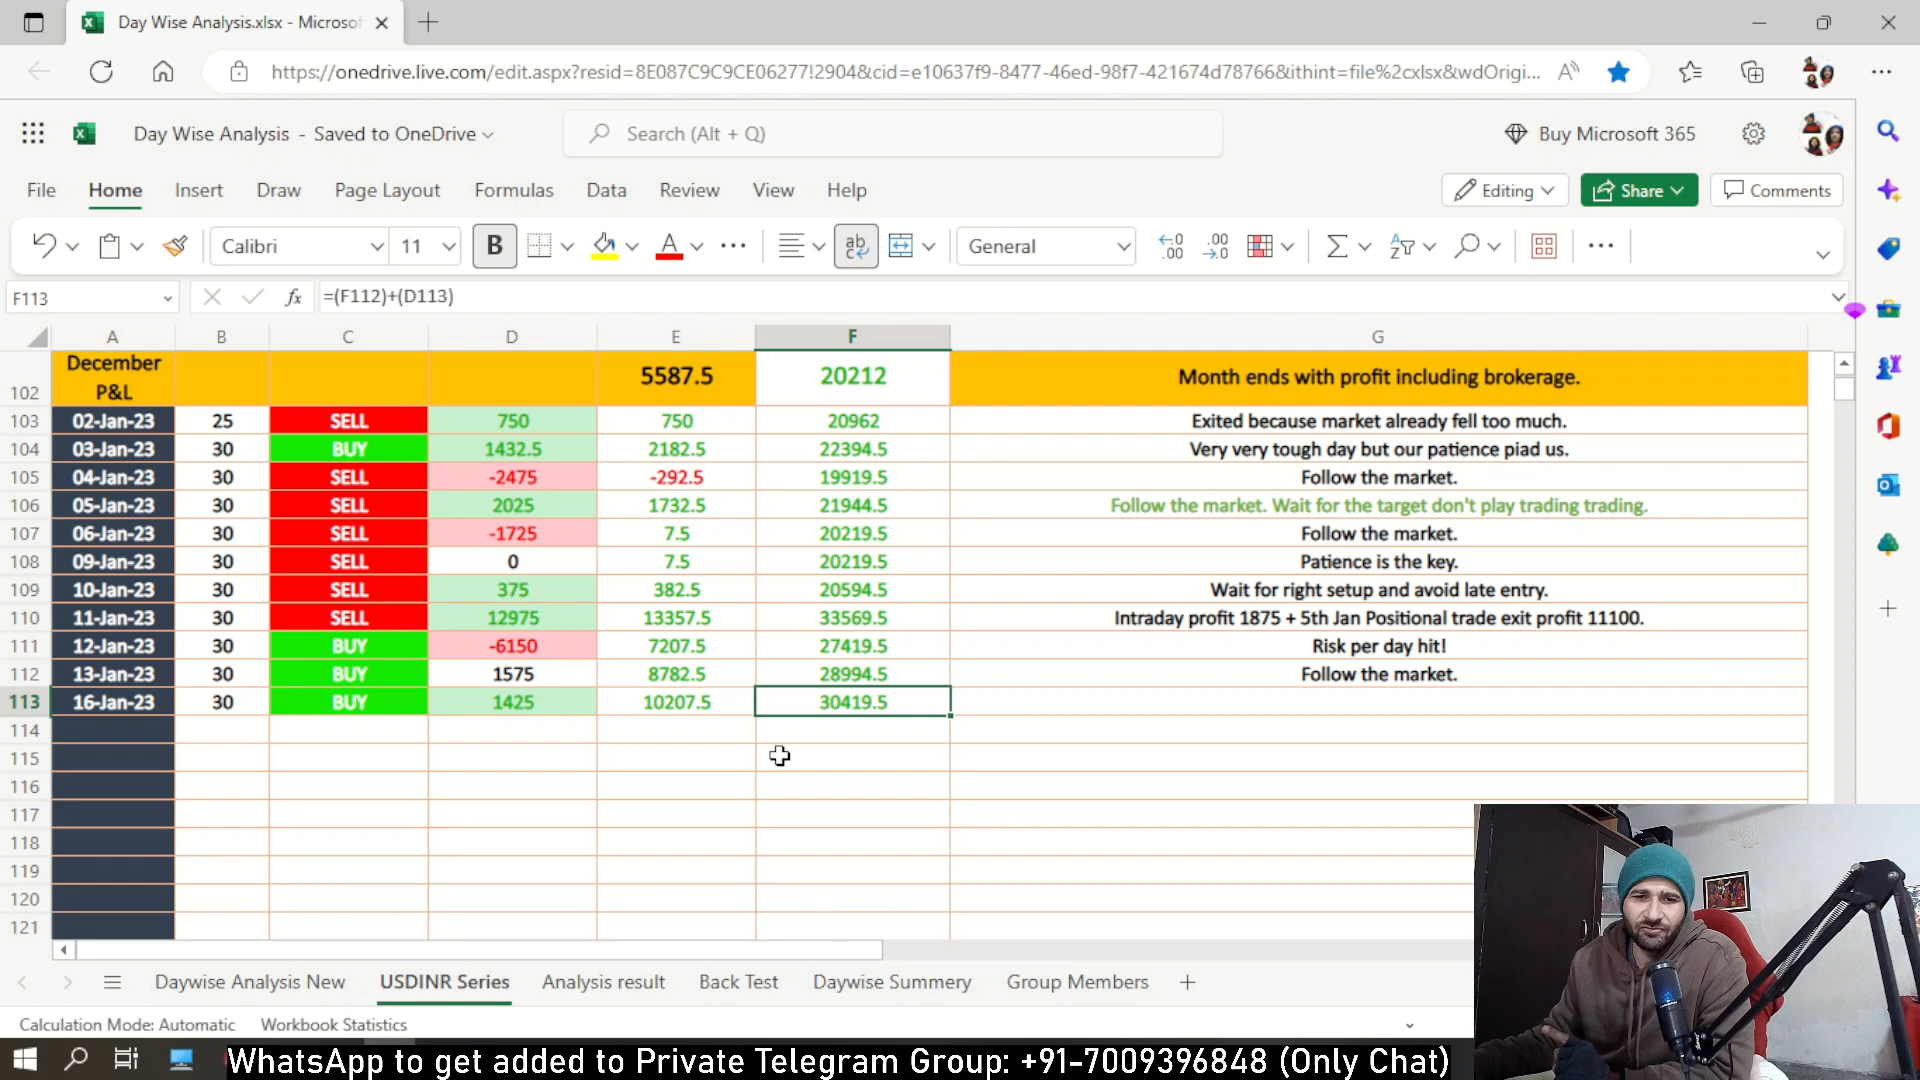 Day Wise Analysis.xlsx - Microsof
https://onedrive.live.com/edit.aspx?resid=8E087C9C9CE06277!2904&cid=e10637f9-8477-46ed-98f7-421674d78766&ithint=file%2cxlsx&wdOrigi...
Day Wise Analysis - Saved to OneDrive
Search (Alt + Q)
Buy Microsoft 365
File Home Insert Draw Page Layout Formulas Data Review View Help
Editing Share Comments
Calibri 11 B A General
F113 fx =(F112)+(D113)
A B C D E F G
102 December P&L 5587.5 20212 Month ends with profit including brokerage.
103 02-Jan-23 25 SELL 750 750 20962 Exited because market already fell too much.
104 03-Jan-23 30 BUY 1432.5 2182.5 22394.5 Very very tough day but our patience piad us.
105 04-Jan-23 30 SELL -2475 -292.5 19919.5 Follow the market.
106 05-Jan-23 30 SELL 2025 1732.5 21944.5 Follow the market. Wait for the target don't play trading trading.
107 06-Jan-23 30 SELL -1725 7.5 20219.5 Follow the market.
108 09-Jan-23 30 SELL 0 7.5 20219.5 Patience is the key.
109 10-Jan-23 30 SELL 375 382.5 20594.5 Wait for right setup and avoid late entry.
110 11-Jan-23 30 SELL 12975 13357.5 33569.5 Intraday profit 1875 + 5th Jan Positional trade exit profit 11100.
111 12-Jan-23 30 BUY -6150 7207.5 27419.5 Risk per day hit!
112 13-Jan-23 30 BUY 1575 8782.5 28994.5 Follow the market.
113 16-Jan-23 30 BUY 1425 10207.5 30419.5
114
115
116
117
118
119
120
121
Daywise Analysis New USDINR Series Analysis result Back Test Daywise Summary Group Members
Calculation Mode: Automatic Workbook Statistics
WhatsApp to get added to Private Telegram Group: +91-7009396848 (Only Chat)